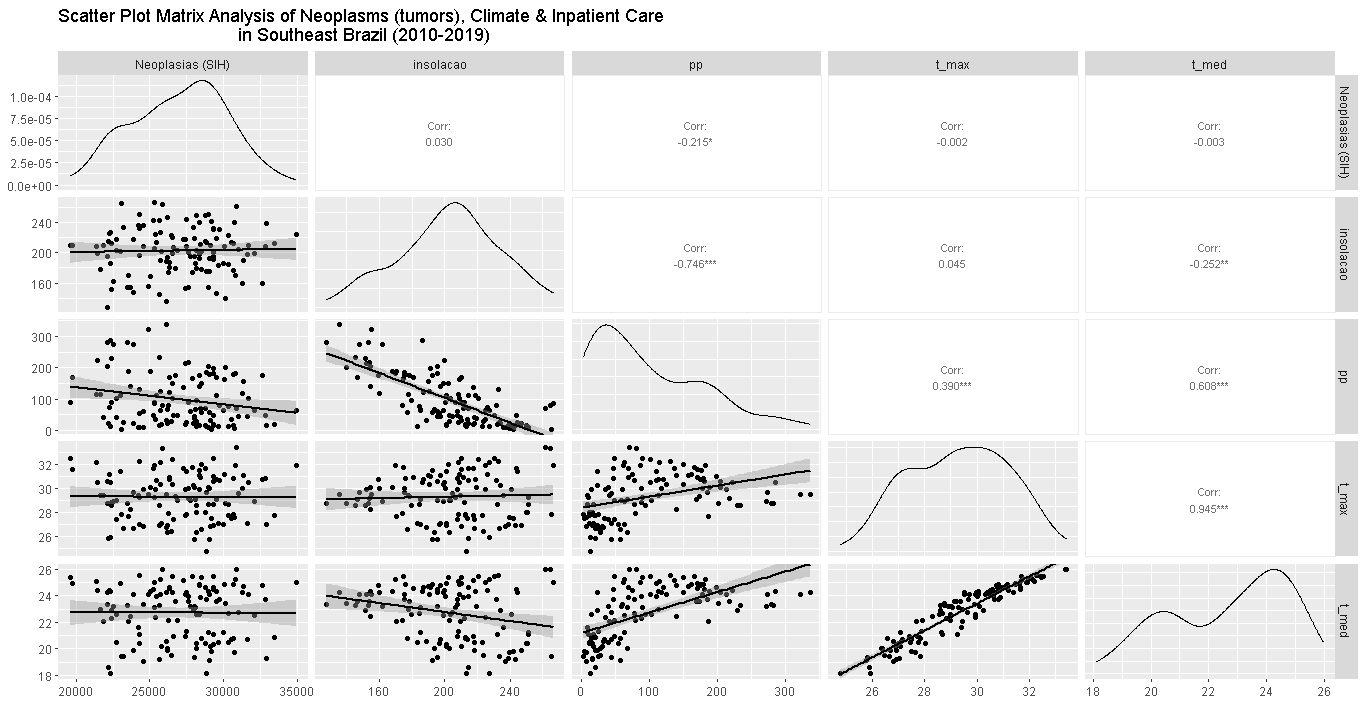 Scatter Plot Matrix Analysis of Neoplasms (tumors), Climate & Inpatient Care
in Southeast Brazil (2010-2019)
Neoplasias (SIH)
insolacao
pp
t_max
t_med
1.0e-04
7.5e-05
5.0e-05
2.5e-05
0.0e+00
Corr:
0.030
Corr:
-0.215*
Corr:
-0.002
Corr:
-0.003
Neoplasias (SIH)
240
200
160
Corr:
-0.746***
Corr:
0.045
Corr:
-0.252**
insolacao
300
200
100
0
Corr:
0.390***
Corr:
0.608***
pp
32
30
28
26
Corr:
0.945***
t_max
26
24
22
20
18
t_med
20000
25000
30000
35000
160
200
240
0
100
200
300
26
28
30
32
18
20
22
24
26